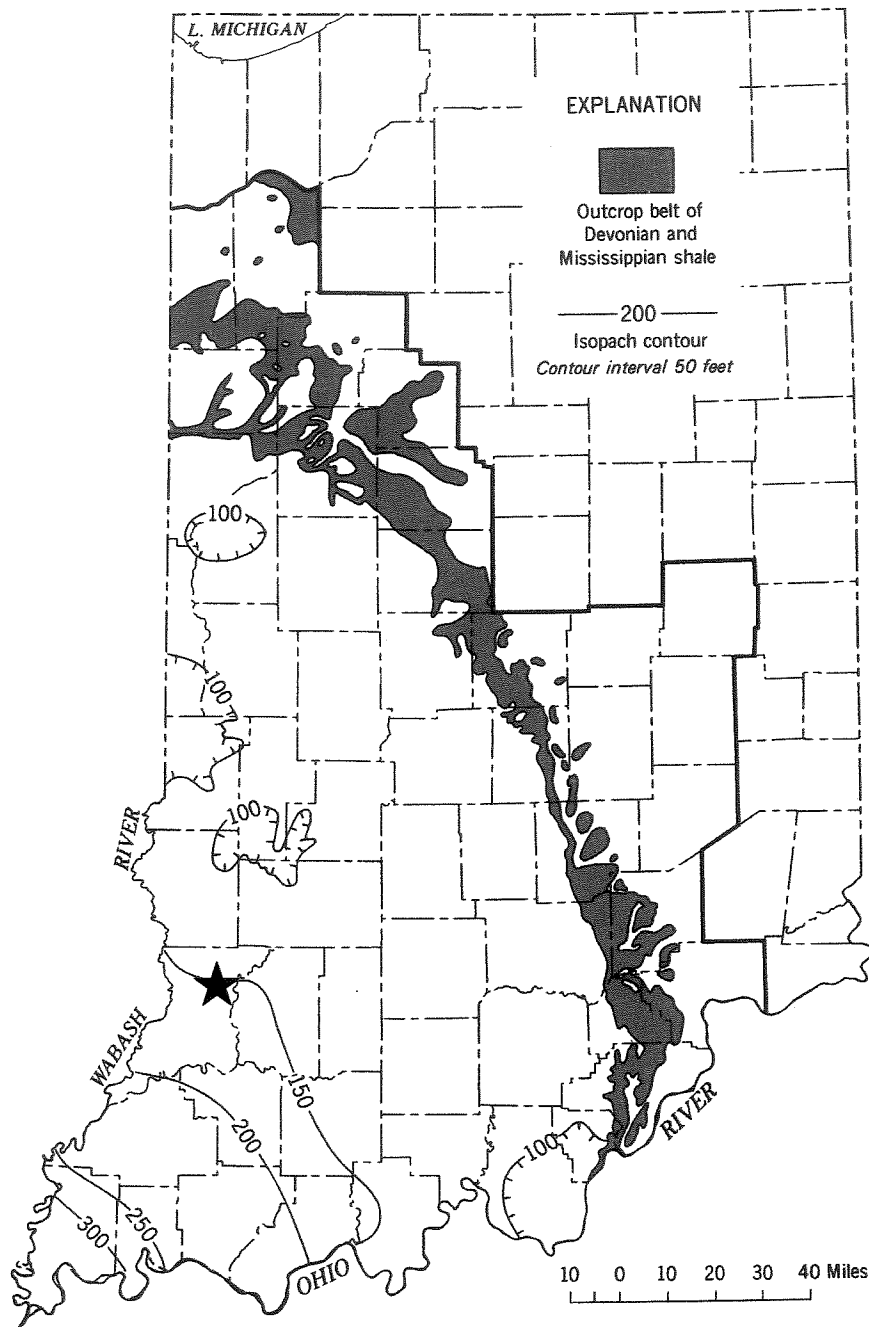 L. MICHIGAN
EXPLANATION
Outcrop belt of
Devonian and
Mississippian shale
200
Isopach contour
Contour interval 50 feet
100
100
100
RIVER
WABASH
150
200
100
RIVER
250
300
OHIO
10 0 10 20 30 40 Miles